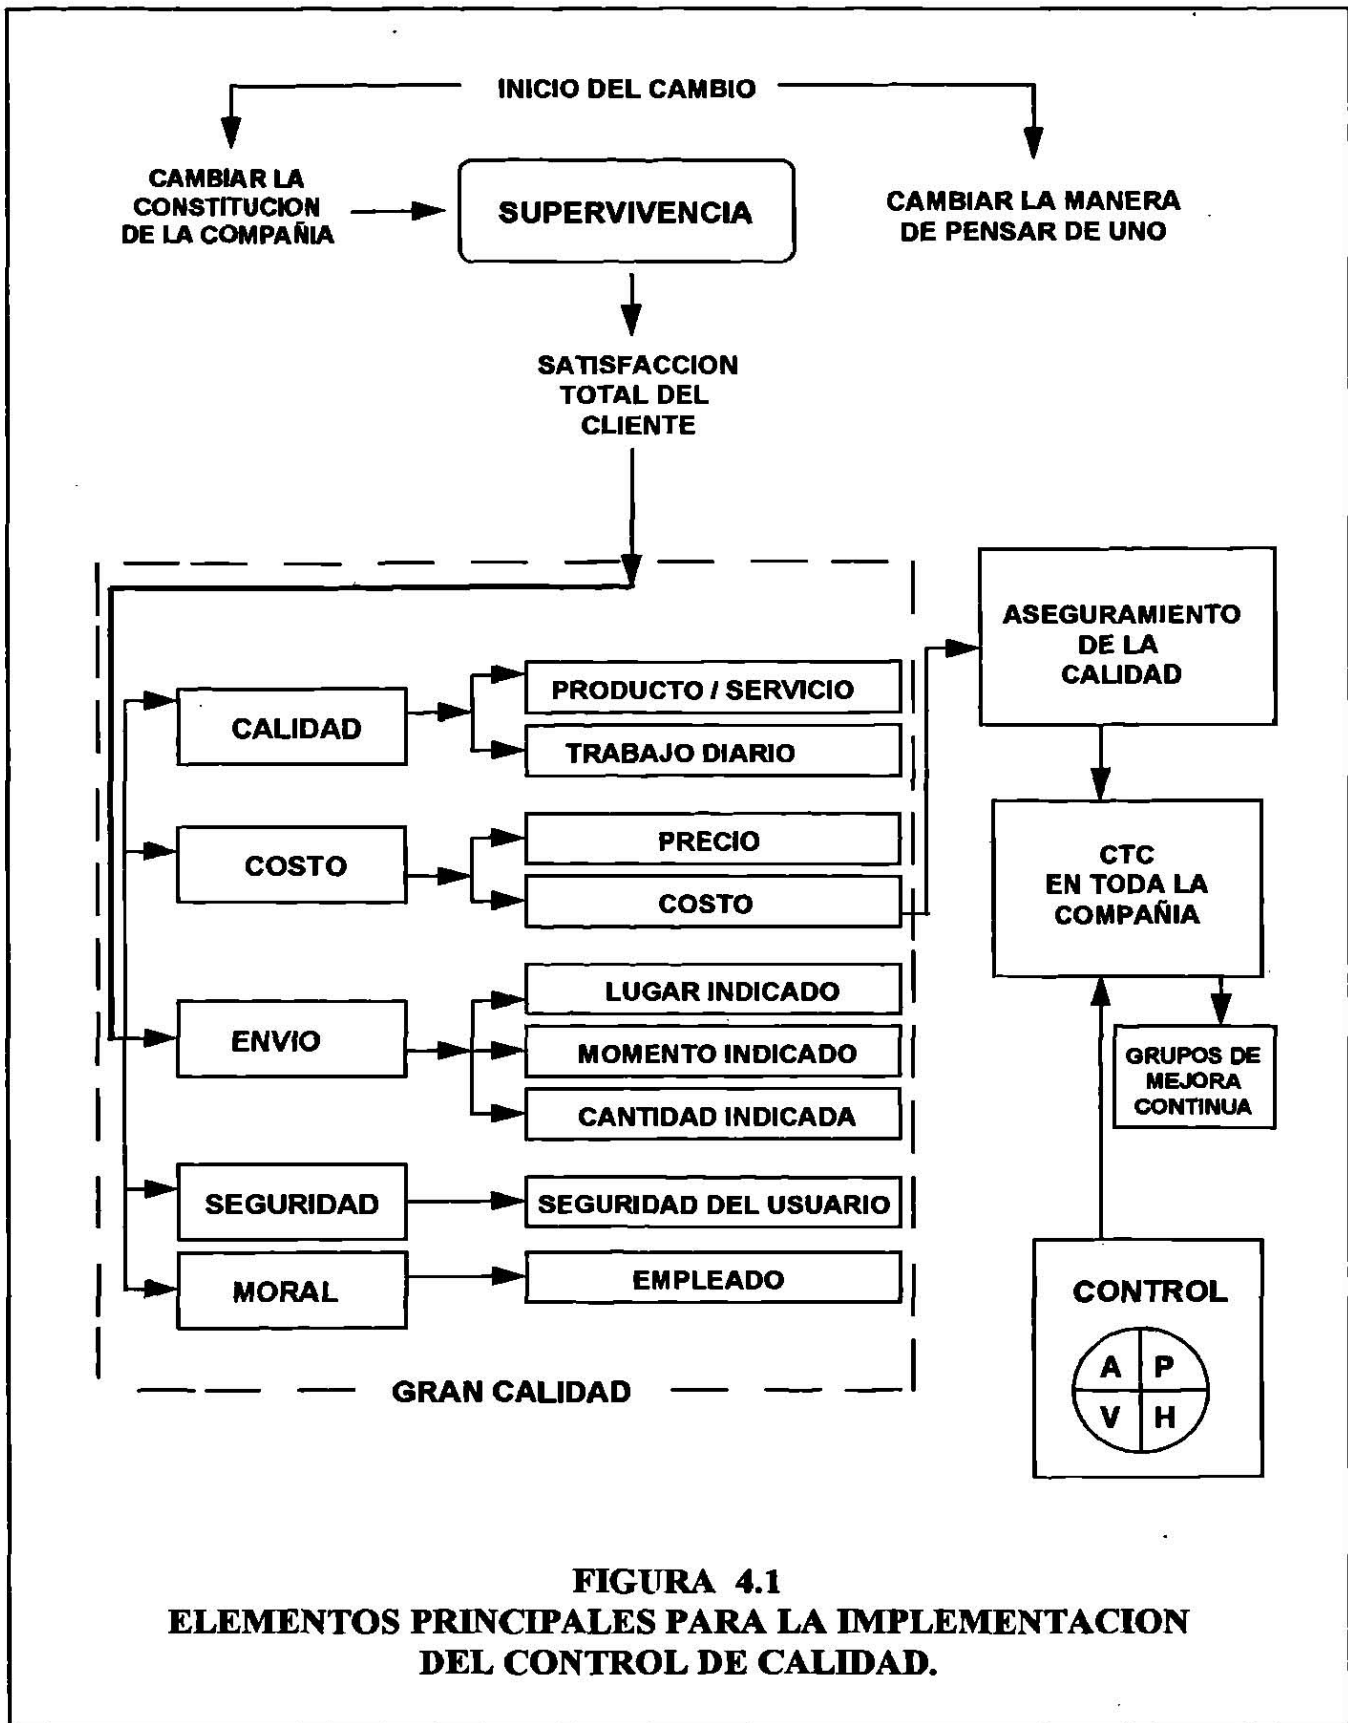 INICIO DEL CAMBIO
CAMBIAR LA
CONSTITUCION
DE LA COMPAÑIA
SUPERVIVENCIA
CAMBIAR LA MANERA
DE PENSAR DE UNO
SATISFACCION
TOTAL DEL
CLIENTE
CALIDAD
PRODUCTO / SERVICIO
TRABAJO DIARIO
COSTO
PRECIO
COSTO
ENVIO
LUGAR INDICADO
MOMENTO INDICADO
CANTIDAD INDICADA
SEGURIDAD
SEGURIDAD DEL USUARIO
MORAL
EMPLEADO
GRAN CALIDAD
ASEGURAMIENTO
DE LA
CALIDAD
CTC
EN TODA LA
COMPAÑIA
GRUPOS DE
MEJORA
CONTINUA
CONTROL
A P
V H
FIGURA 4.1
ELEMENTOS PRINCIPALES PARA LA IMPLEMENTACION
DEL CONTROL DE CALIDAD.